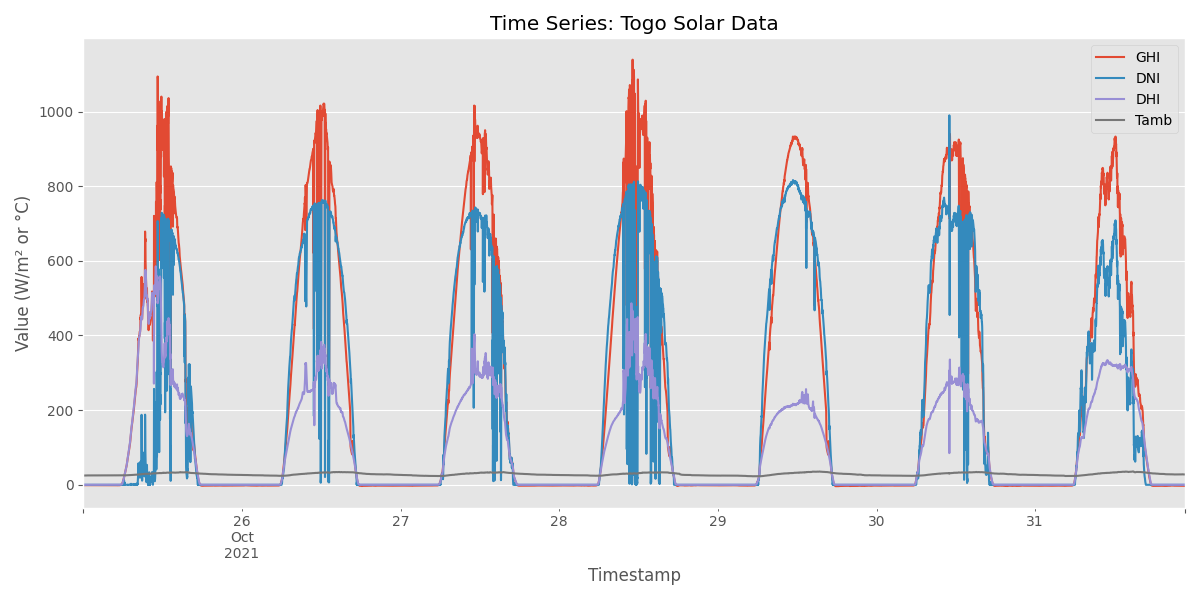 Time Series: Togo Solar Data
GHI
DNI
DHI
Tamb
Value (W/m² or °C)
1000
800
600
400
200
0
26
Oct
2021
27
28
29
30
31
Timestamp